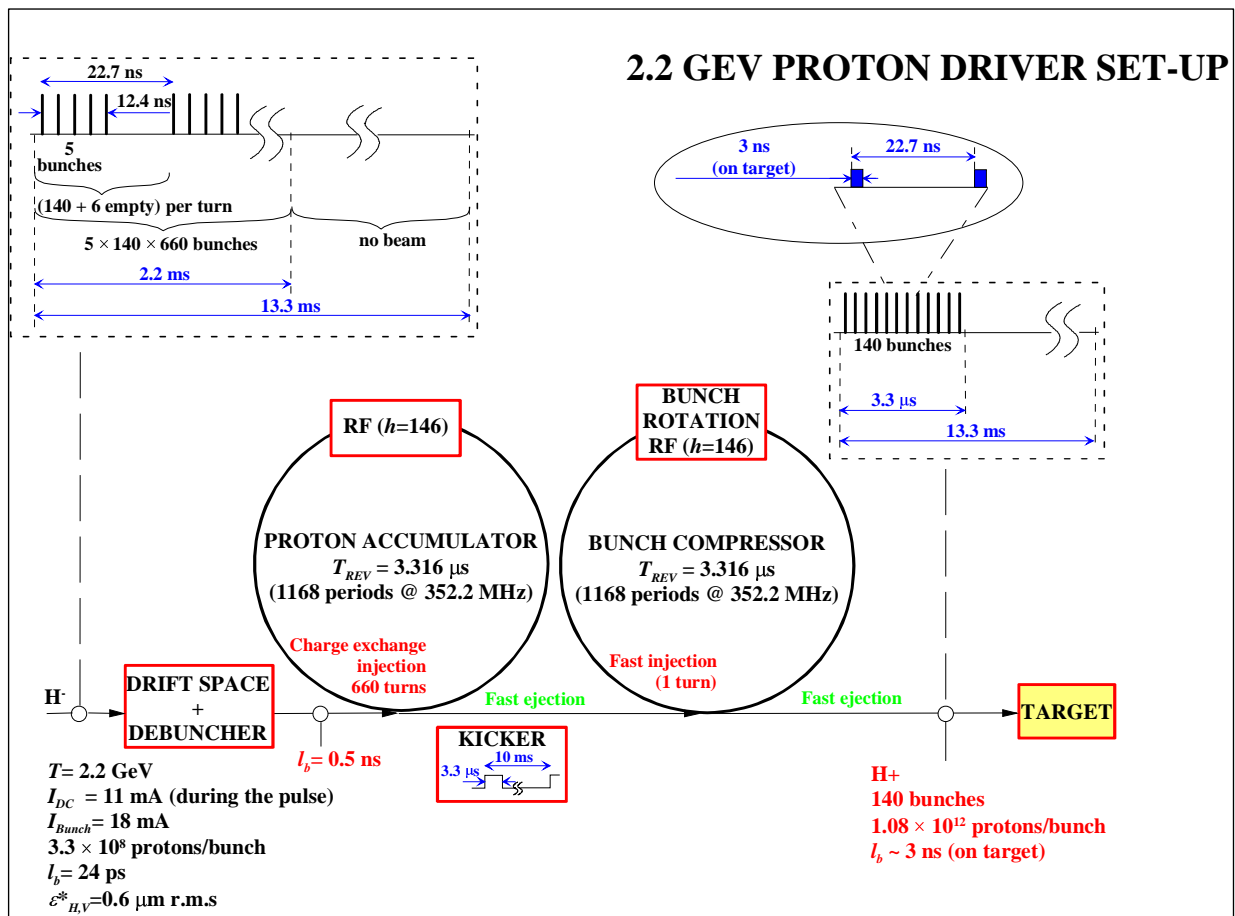 2.2 GEV PROTON DRIVER SET-UP
22.7 ns
12.4 ns
5
bunches
(140 + 6 empty) per turn
5 × 140 × 660 bunches
no beam
2.2 ms
13.3 ms
3 ns
(on target)
22.7 ns
140 bunches
3.3 μs
13.3 ms
RF (h=146)
BUNCH
ROTATION
RF (h=146)
PROTON ACCUMULATOR
T_REV = 3.316 μs
(1168 periods @ 352.2 MHz)
BUNCH COMPRESSOR
T_REV = 3.316 μs
(1168 periods @ 352.2 MHz)
Charge exchange
injection
660 turns
Fast injection
(1 turn)
H⁻
DRIFT SPACE
+
DEBUNCHER
Fast ejection
Fast ejection
TARGET
l_b= 0.5 ns
KICKER
10 ms
3.3 μs
T= 2.2 GeV
I_DC = 11 mA (during the pulse)
I_Bunch= 18 mA
3.3 × 10⁸ protons/bunch
l_b= 24 ps
ε*_H,V=0.6 μm r.m.s
H+
140 bunches
1.08 × 10¹² protons/bunch
l_b ~ 3 ns (on target)